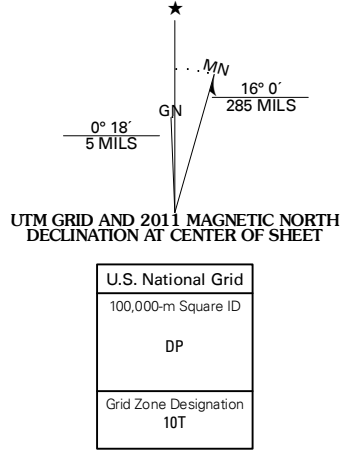 ★
MN
GN
16° 0´
285 MILS
0° 18´
5 MILS
UTM GRID AND 2011 MAGNETIC NORTH
DECLINATION AT CENTER OF SHEET
U.S. National Grid
100,000-m Square ID
DP
Grid Zone Designation
10T